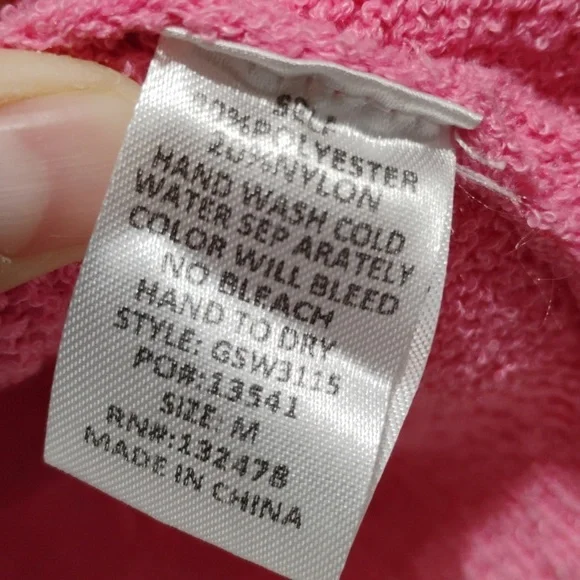 SELF
80%POLYESTER
20%NYLON
HAND WASH COLD
WATER SEP ARATELY
COLOR WILL BLEED
NO BLEACH
HAND TO DRY
STYLE: GSW3115
PO#:13541
SIZE: M
RN#:132478
MADE IN CHINA